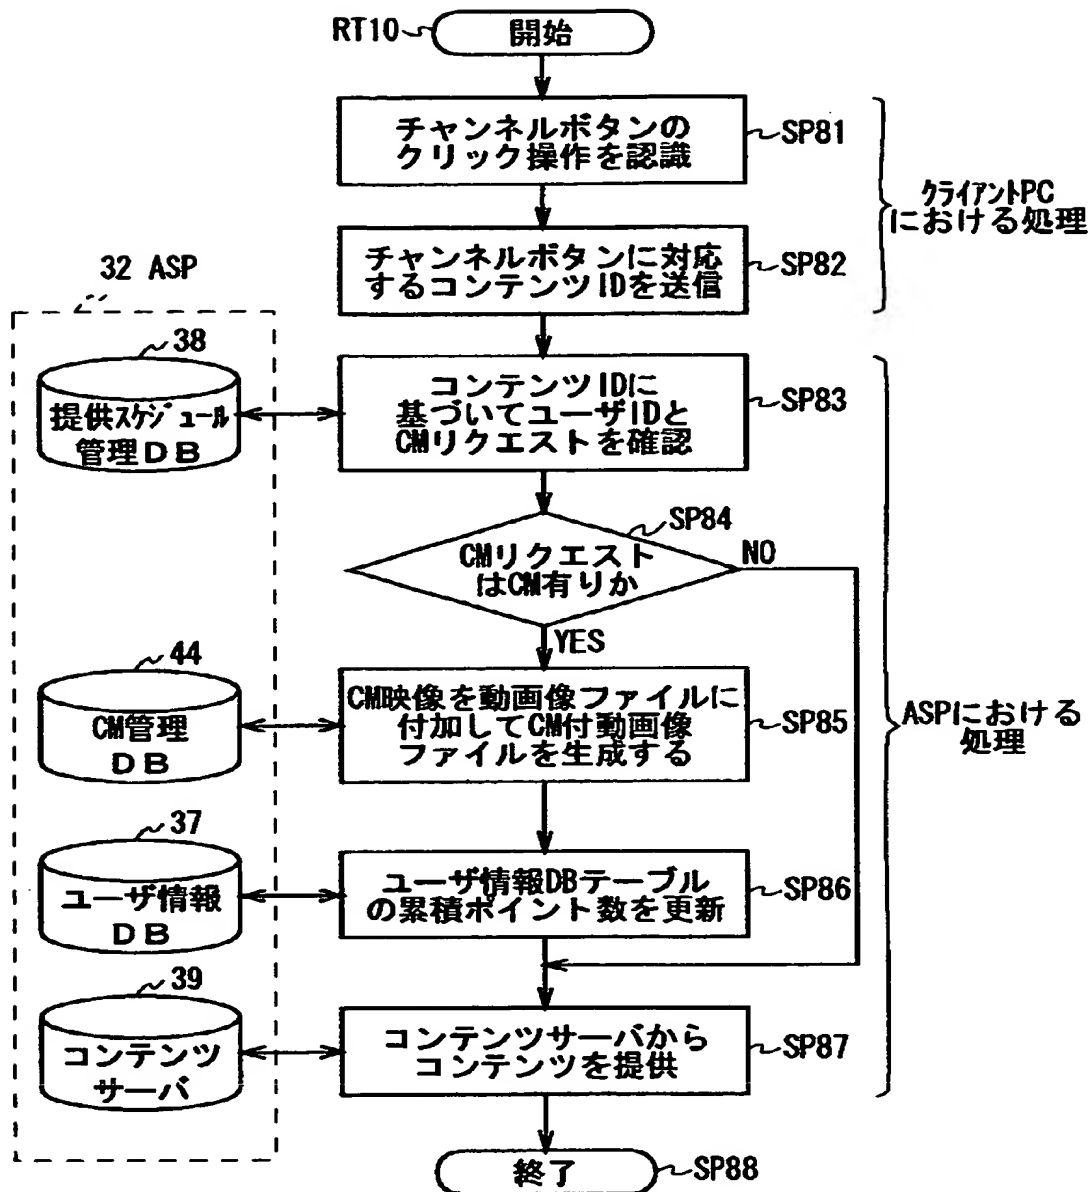 RT10
開始
チャンネルボタンの
クリック操作を認識
SP81
クライアントPC
における処理
チャンネルボタンに対応
するコンテンツIDを送信
SP82
32 ASP
38
提供スケジュール
管理DB
コンテンツIDに
基づいてユーザIDと
CMリクエストを確認
SP83
SP84
CMリクエスト
はCM有りか
NO
YES
44
CM管理
DB
CM映像を動画像ファイルに
付加してCM付動画像
ファイルを生成する
SP85
ASPにおける
処理
37
ユーザ情報
DB
ユーザ情報DBテーブル
の累積ポイント数を更新
SP86
39
コンテンツ
サーバ
コンテンツサーバから
コンテンツを提供
SP87
終了
SP88